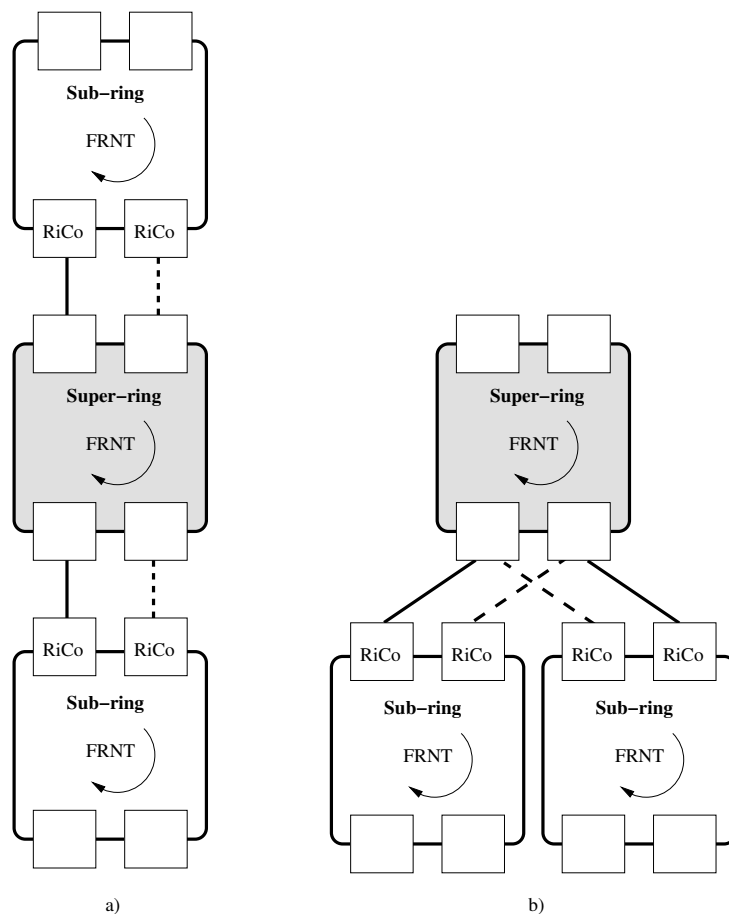 Sub-ring
FRNT
RiCo RiCo
Super-ring
FRNT
RiCo RiCo
Sub-ring
FRNT
a)
Super-ring
FRNT
RiCo RiCo RiCo RiCo
Sub-ring Sub-ring
FRNT FRNT
b)